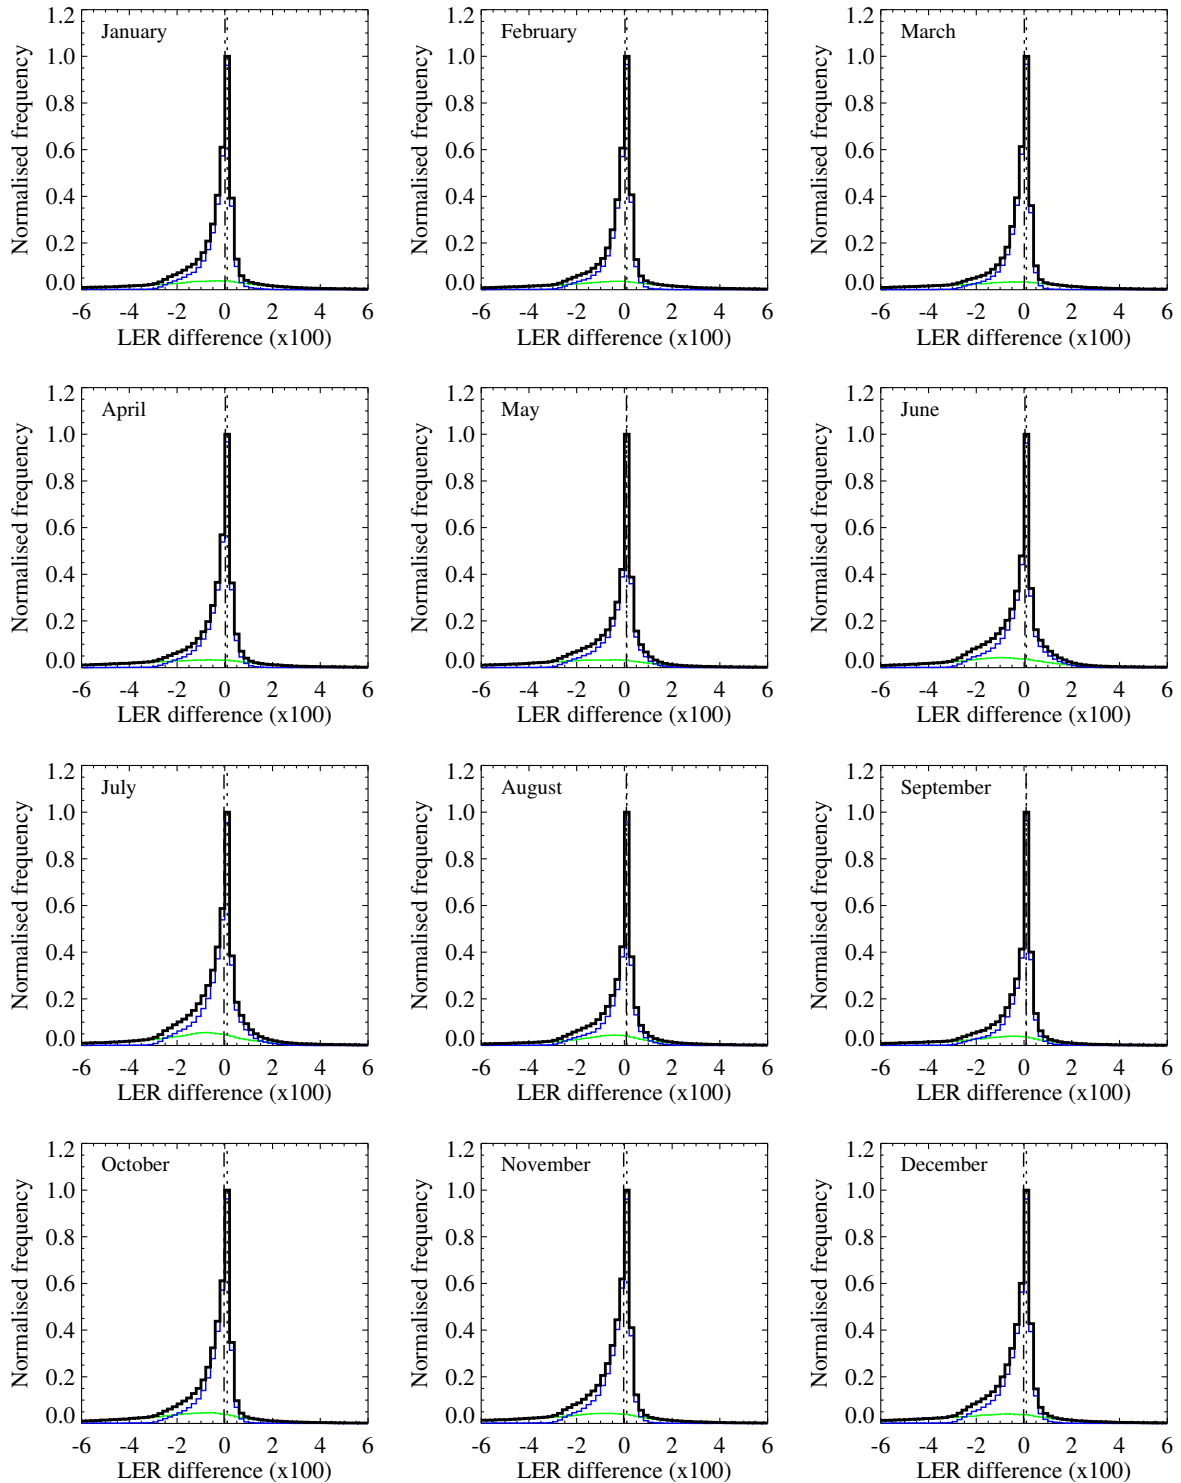 January
Normalised frequency
1.2
1.0
0.8
0.6
0.4
0.2
0.0
-6 -4 -2 0 2 4 6
LER difference (x100)
February
Normalised frequency
1.2
1.0
0.8
0.6
0.4
0.2
0.0
-6 -4 -2 0 2 4 6
LER difference (x100)
March
Normalised frequency
1.2
1.0
0.8
0.6
0.4
0.2
0.0
-6 -4 -2 0 2 4 6
LER difference (x100)
April
Normalised frequency
1.2
1.0
0.8
0.6
0.4
0.2
0.0
-6 -4 -2 0 2 4 6
LER difference (x100)
May
Normalised frequency
1.2
1.0
0.8
0.6
0.4
0.2
0.0
-6 -4 -2 0 2 4 6
LER difference (x100)
June
Normalised frequency
1.2
1.0
0.8
0.6
0.4
0.2
0.0
-6 -4 -2 0 2 4 6
LER difference (x100)
July
Normalised frequency
1.2
1.0
0.8
0.6
0.4
0.2
0.0
-6 -4 -2 0 2 4 6
LER difference (x100)
August
Normalised frequency
1.2
1.0
0.8
0.6
0.4
0.2
0.0
-6 -4 -2 0 2 4 6
LER difference (x100)
September
Normalised frequency
1.2
1.0
0.8
0.6
0.4
0.2
0.0
-6 -4 -2 0 2 4 6
LER difference (x100)
October
Normalised frequency
1.2
1.0
0.8
0.6
0.4
0.2
0.0
-6 -4 -2 0 2 4 6
LER difference (x100)
November
Normalised frequency
1.2
1.0
0.8
0.6
0.4
0.2
0.0
-6 -4 -2 0 2 4 6
LER difference (x100)
December
Normalised frequency
1.2
1.0
0.8
0.6
0.4
0.2
0.0
-6 -4 -2 0 2 4 6
LER difference (x100)